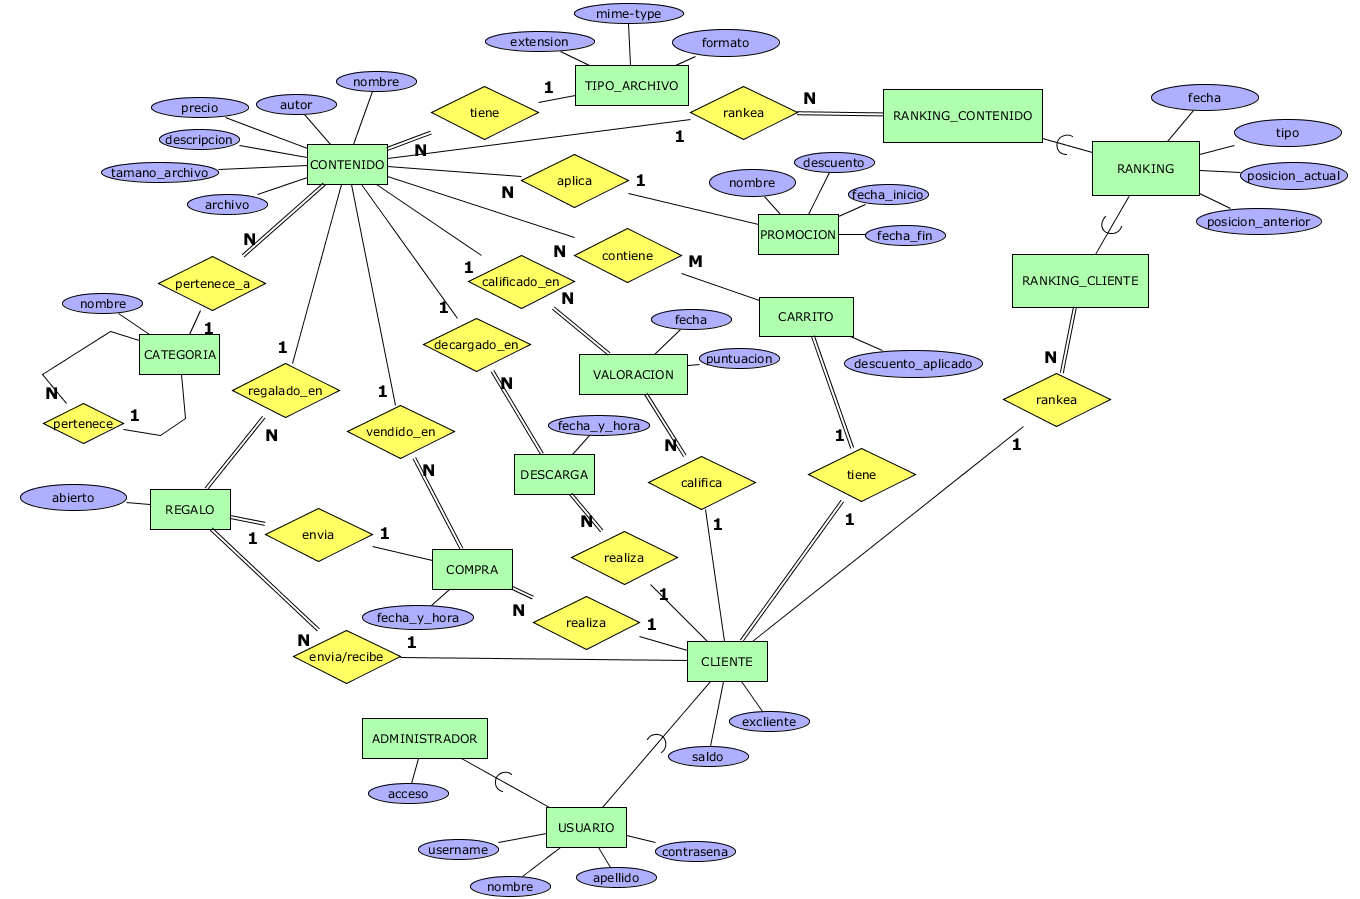 mime-type
extension
formato
TIPO_ARCHIVO
1
tiene
N
nombre
autor
precio
descripcion
tamano_archivo
archivo
CONTENIDO
rankea
N
1
RANKING_CONTENIDO
fecha
tipo
posicion_actual
posicion_anterior
RANKING
aplica
N
1
nombre
descuento
fecha_inicio
fecha_fin
PROMOCION
N
pertenece_a
1
contiene
N
M
calificado_en
1
N
RANKING_CLIENTE
nombre
CATEGORIA
N
pertenece
1
1
decargado_en
N
fecha
puntuacion
VALORACION
CARRITO
descuento_aplicado
1
regalado_en
N
1
vendido_en
N
N
rankea
1
fecha_y_hora
DESCARGA
N
califica
1
1
tiene
1
abierto
REGALO
1
envia
1
N
realiza
1
COMPRA
fecha_y_hora
N
realiza
1
N
envia/recibe
1
CLIENTE
excliente
saldo
ADMINISTRADOR
acceso
USUARIO
username
nombre
apellido
contrasena